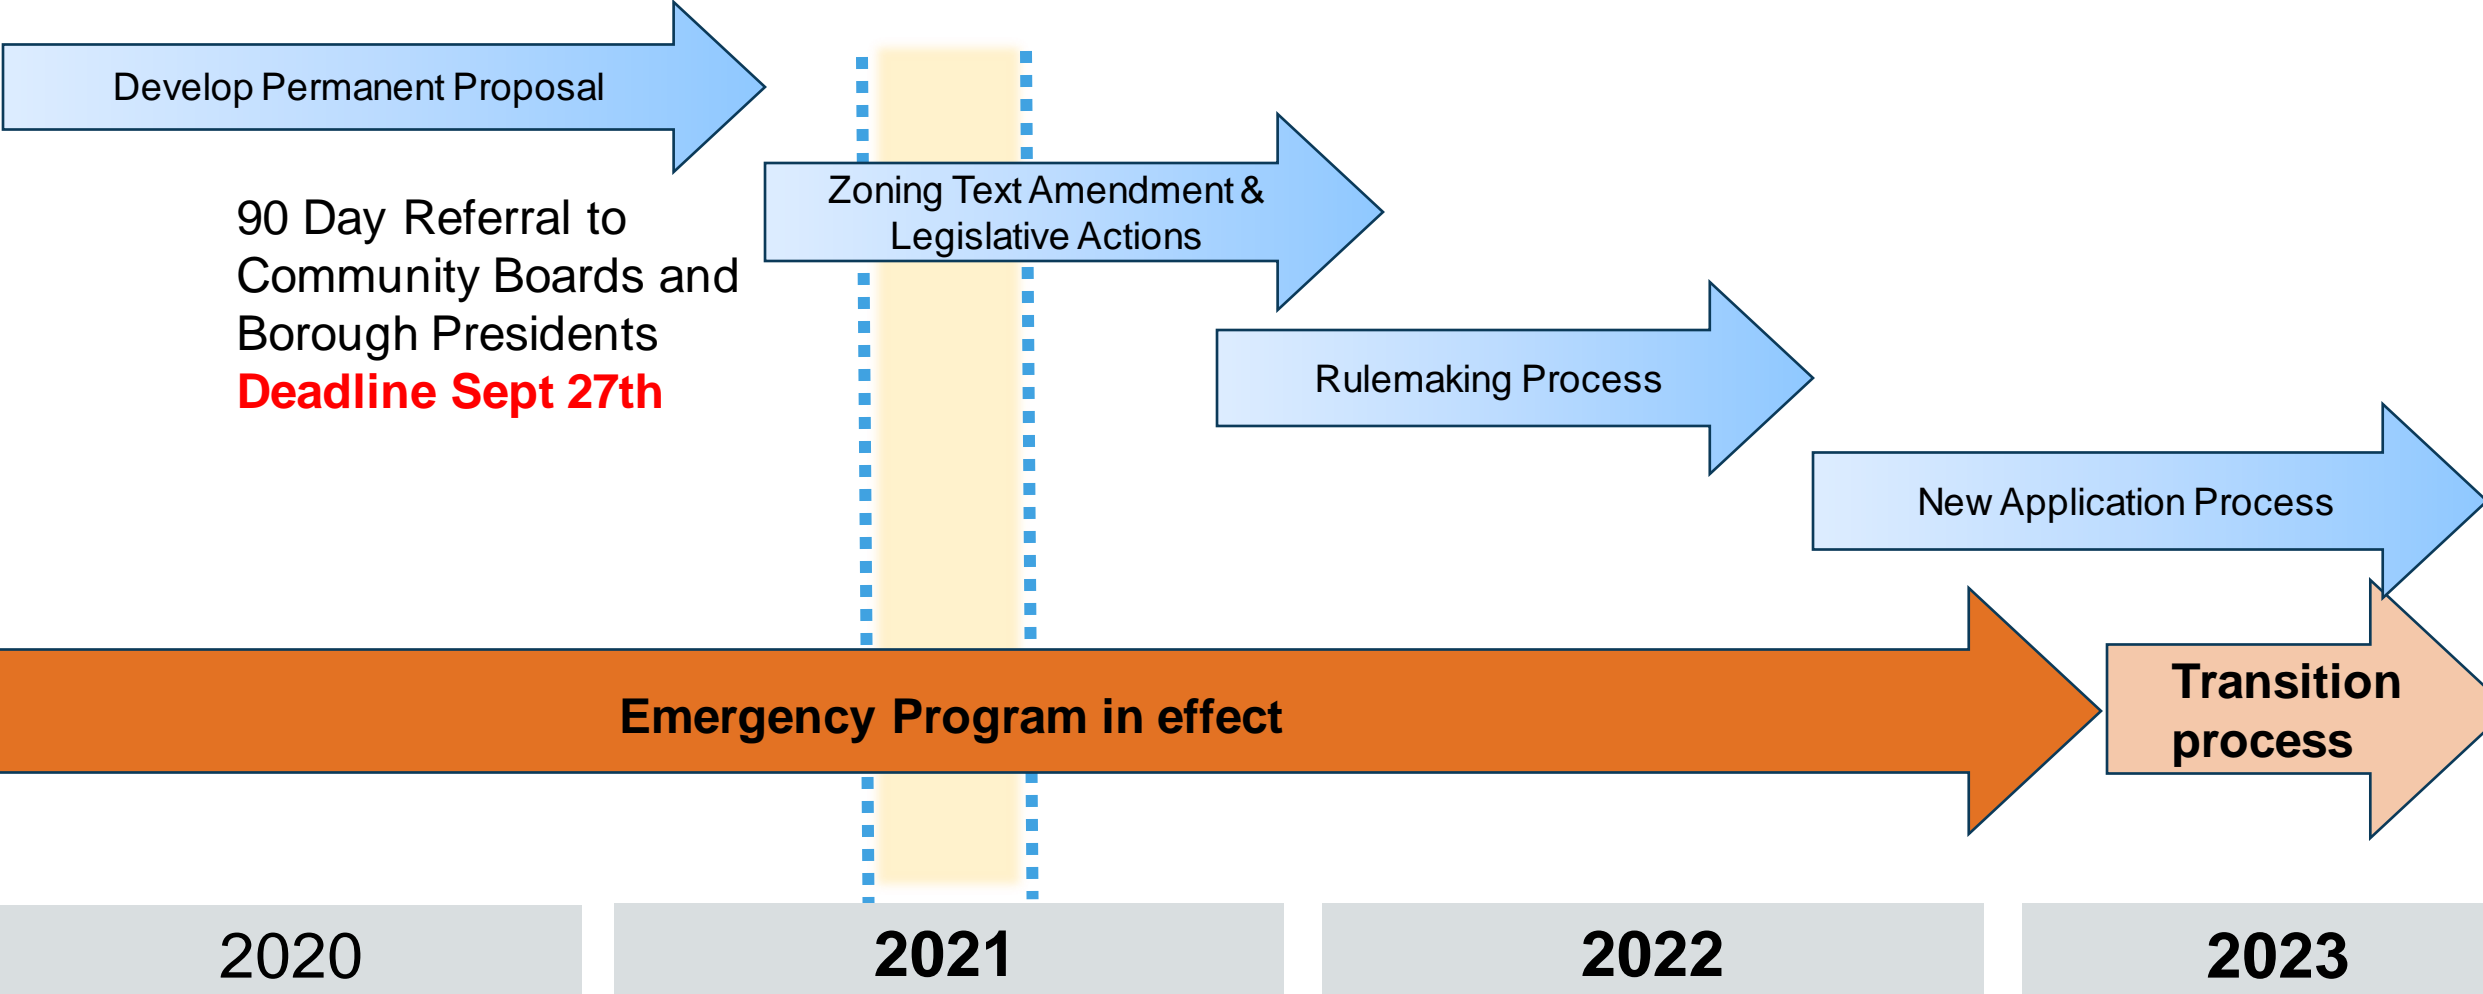 Develop Permanent Proposal
90 Day Referral to
Community Boards and
Borough Presidents
Deadline Sept 27th
Zoning Text Amendment &
Legislative Actions
Rulemaking Process
New Application Process
Emergency Program in effect
Transition
process
2020
2021
2022
2023